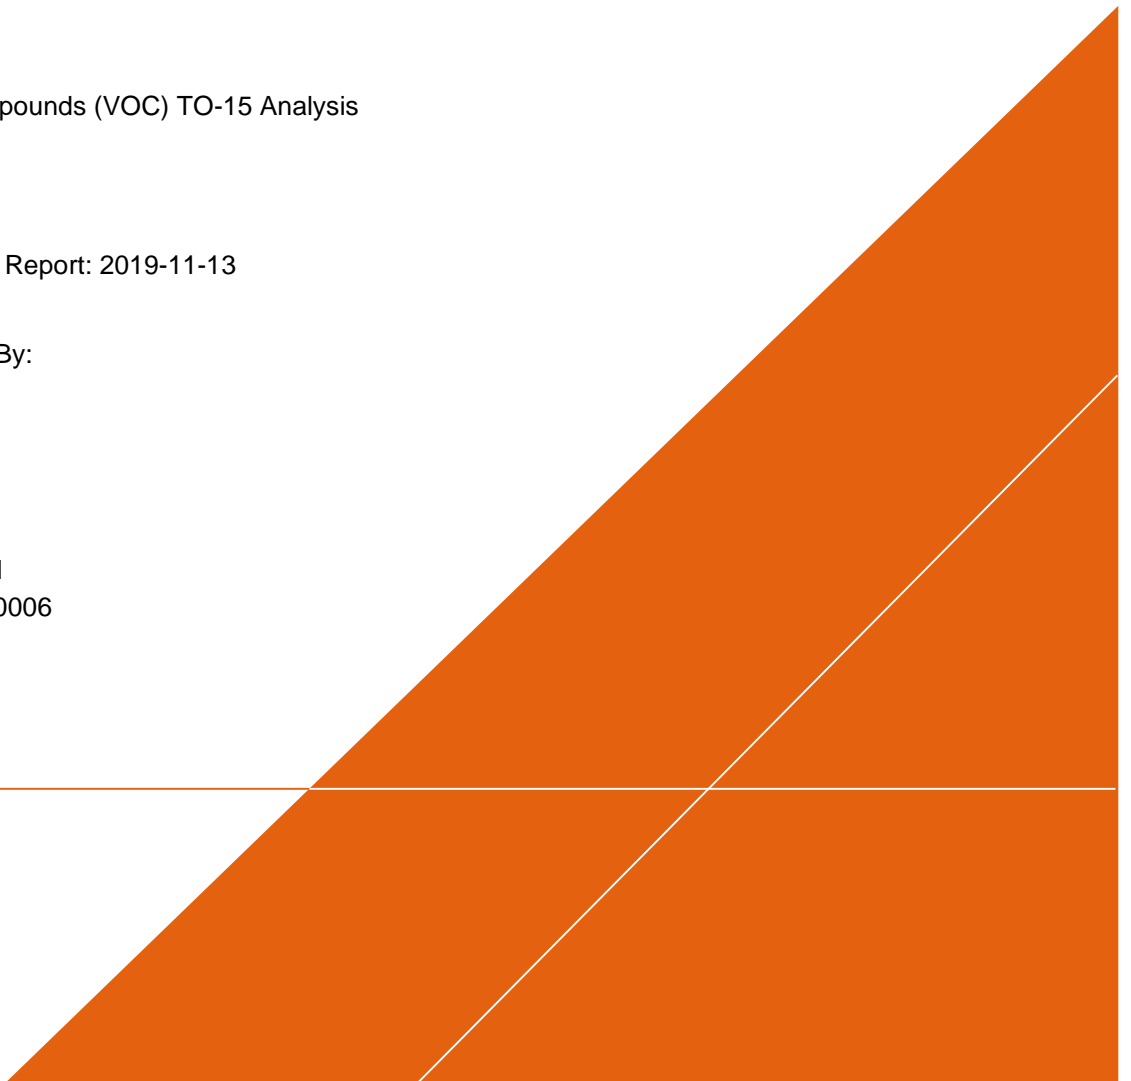 pounds (VOC) TO-15 Analysis
Report: 2019-11-13
By:
0006